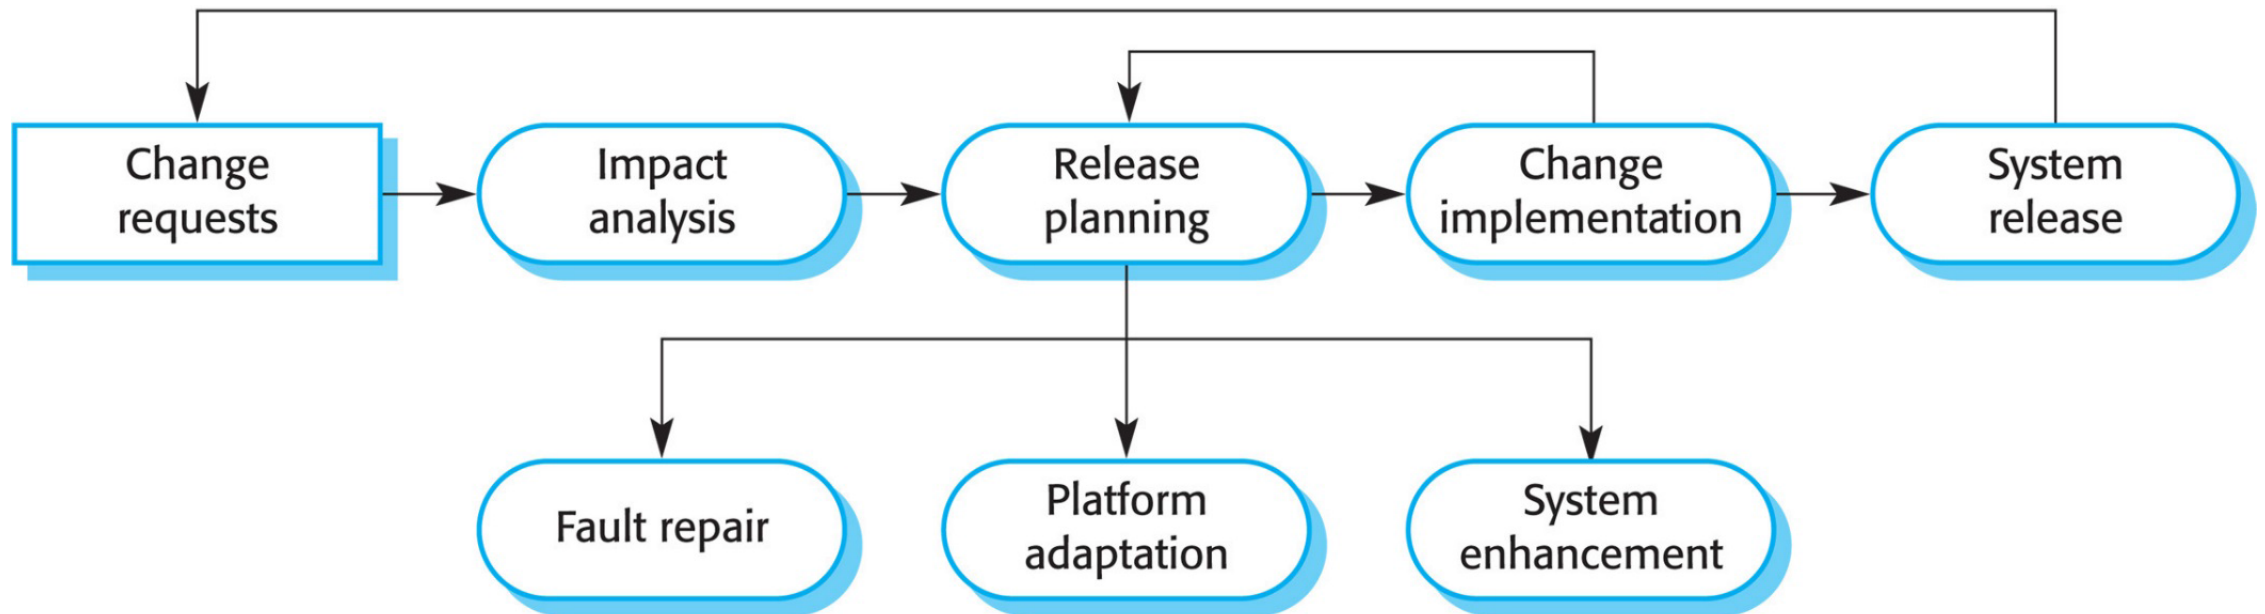 Change
requests
Impact
analysis
Release
planning
Change
implementation
System
release
Fault repair
Platform
adaptation
System
enhancement